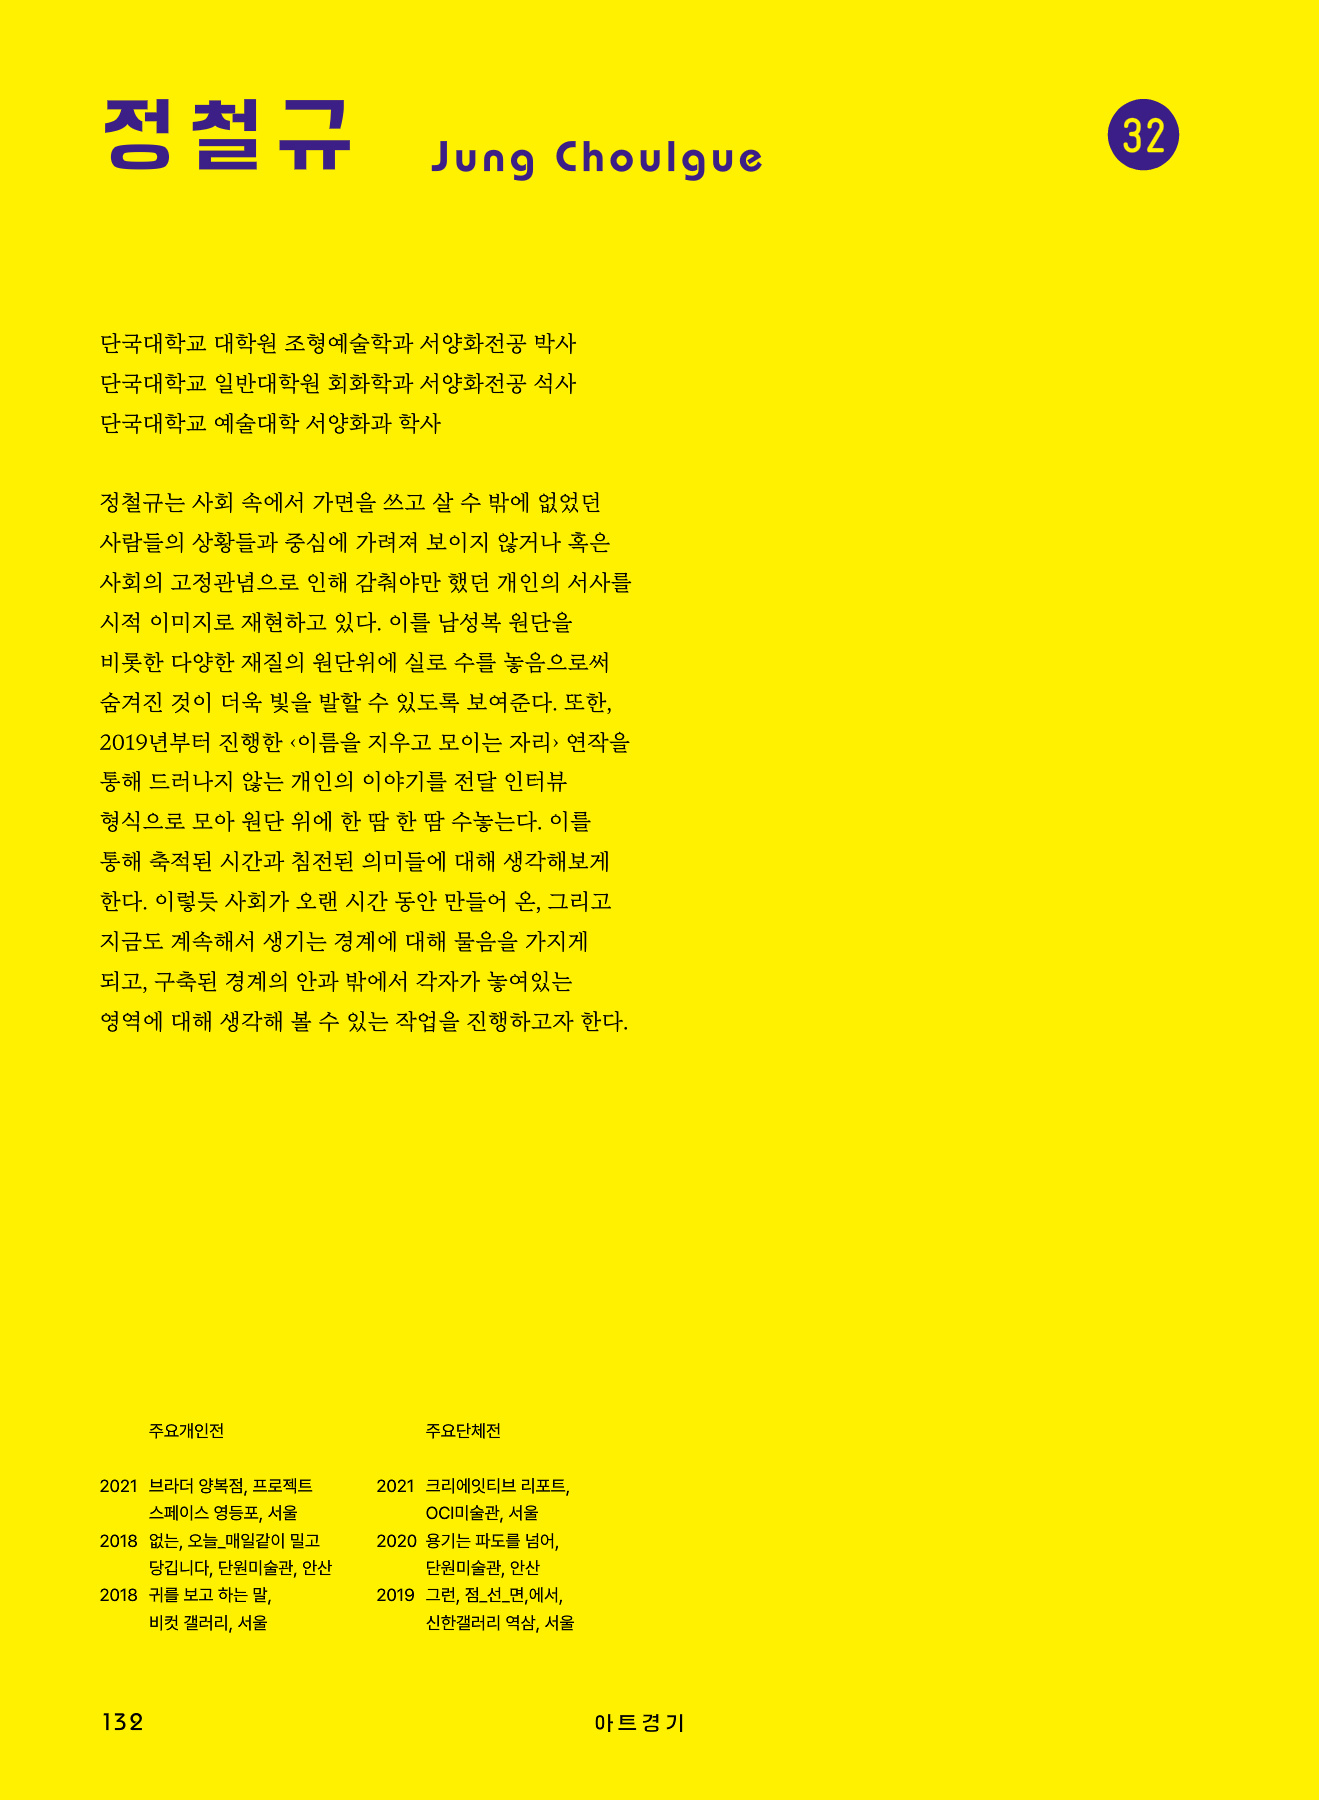 정철규 Jung Choulgue 32
단국대학교 대학원 조형예술학과 서양화전공 박사
단국대학교 일반대학원 회화학과 서양화전공 석사
단국대학교 예술대학 서양화과 학사
정철규는 사회 속에서 가면을 쓰고 살 수 밖에 없었던
사람들의 상황들과 중심에 가려져 보이지 않거나 혹은
사회의 고정관념으로 인해 감춰야만 했던 개인의 서사를
시적 이미지로 재현하고 있다. 이를 남성복 원단을
비롯한 다양한 재질의 원단위에 실로 수를 놓음으로써
숨겨진 것이 더욱 빛을 발할 수 있도록 보여준다. 또한,
2019년부터 진행한 ‹이름을 지우고 모이는 자리› 연작을
통해 드러나지 않는 개인의 이야기를 전달 인터뷰
형식으로 모아 원단 위에 한 땀 한 땀 수놓는다. 이를
통해 축적된 시간과 침전된 의미들에 대해 생각해보게
한다. 이렇듯 사회가 오랜 시간 동안 만들어 온, 그리고
지금도 계속해서 생기는 경계에 대해 물음을 가지게
되고, 구축된 경계의 안과 밖에서 각자가 놓여있는
영역에 대해 생각해 볼 수 있는 작업을 진행하고자 한다.
주요개인전
2021 브라더 양복점, 프로젝트
스페이스 영등포, 서울
2018 없는, 오늘_매일같이 밀고
당깁니다, 단원미술관, 안산
2018 귀를 보고 하는 말,
비컷 갤러리, 서울
주요단체전
2021 크리에잇티브 리포트,
OCI미술관, 서울
2020 용기는 파도를 넘어,
단원미술관, 안산
2019 그런, 점_선_면,에서,
신한갤러리 역삼, 서울
132 아트경기